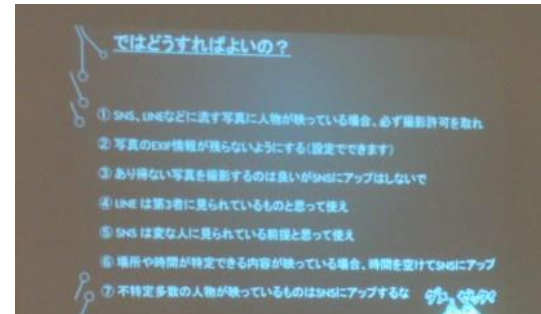 ではどうすればよいの？
① SNS、LINEなどに流す写真に人物が映っている場合、必ず撮影許可を取れ
② 写真のEXIF情報が残らないようにする(設定でできます)
③ あり得ない写真を撮影するのは良いがSNSにアップはしないで
④ LINE は第3者に見られているものと思って使え
⑤ SNS は変な人に見られている前提と思って使え
⑥ 場所や時間が特定できる内容が映っている場合、時間を空けてSNSにアップ
⑦ 不特定多数の人物が映っているものはSNSにアップするな